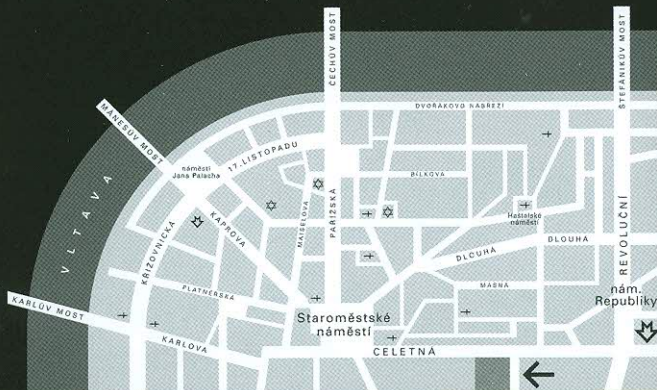 ČECHŮV MOST
ŠTEFÁNIKŮV MOST
DVOŘÁKOVO NÁBŘEŽÍ
MÁNESŮV MOST
17. LISTOPADU
náměstí
Jana Palacha
BÍLKOVA
VLTAVA
KŘIŽOVNICKÁ
KAPROVA
MAISELOVA
PAŘÍŽSKÁ
Haštalské
náměstí
REVOLUČNÍ
DLOUHÁ
DLOUHÁ
PLATNÉŘSKÁ
MASNÁ
nám.
Republiky
KARLŮV MOST
KARLOVA
Staroměstské
náměstí
CELETNÁ